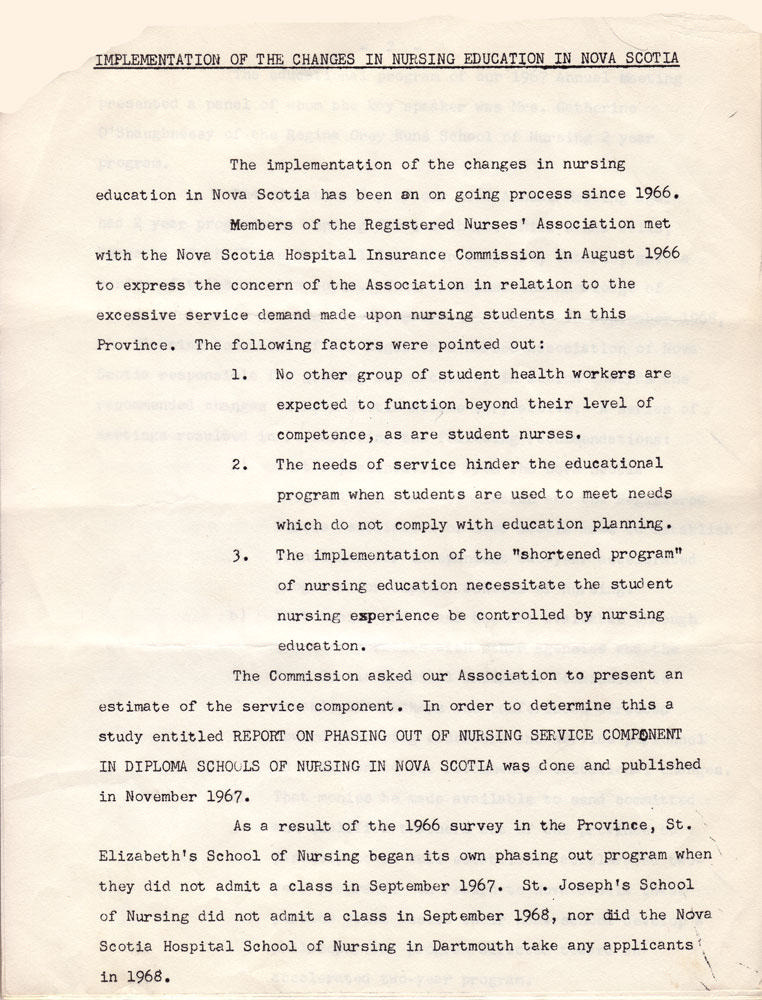 IMPLEMENTATION OF THE CHANGES IN NURSING EDUCATION IN NOVA SCOTIA
The implementation of the changes in nursing
education in Nova Scotia has been an on going process since 1966.
Members of the Registered Nurses' Association met
with the Nova Scotia Hospital Insurance Commission in August 1966
to express the concern of the Association in relation to the
excessive service demand made upon nursing students in this
Province. The following factors were pointed out:
1. No other group of student health workers are
expected to function beyond their level of
competence, as are student nurses.
2. The needs of service hinder the educational
program when students are used to meet needs
which do not comply with education planning.
3. The implementation of the "shortened program"
of nursing education necessitate the student
nursing experience be controlled by nursing
education.
The Commission asked our Association to present an
estimate of the service component. In order to determine this a
study entitled REPORT ON PHASING OUT OF NURSING SERVICE COMPONENT
IN DIPLOMA SCHOOLS OF NURSING IN NOVA SCOTIA was done and published
in November 1967.
As a result of the 1966 survey in the Province, St.
Elizabeth's School of Nursing began its own phasing out program when
they did not admit a class in September 1967. St. Joseph's School
of Nursing did not admit a class in September 1968, nor did the Nova
Scotia Hospital School of Nursing in Dartmouth take any applicants
in 1968.